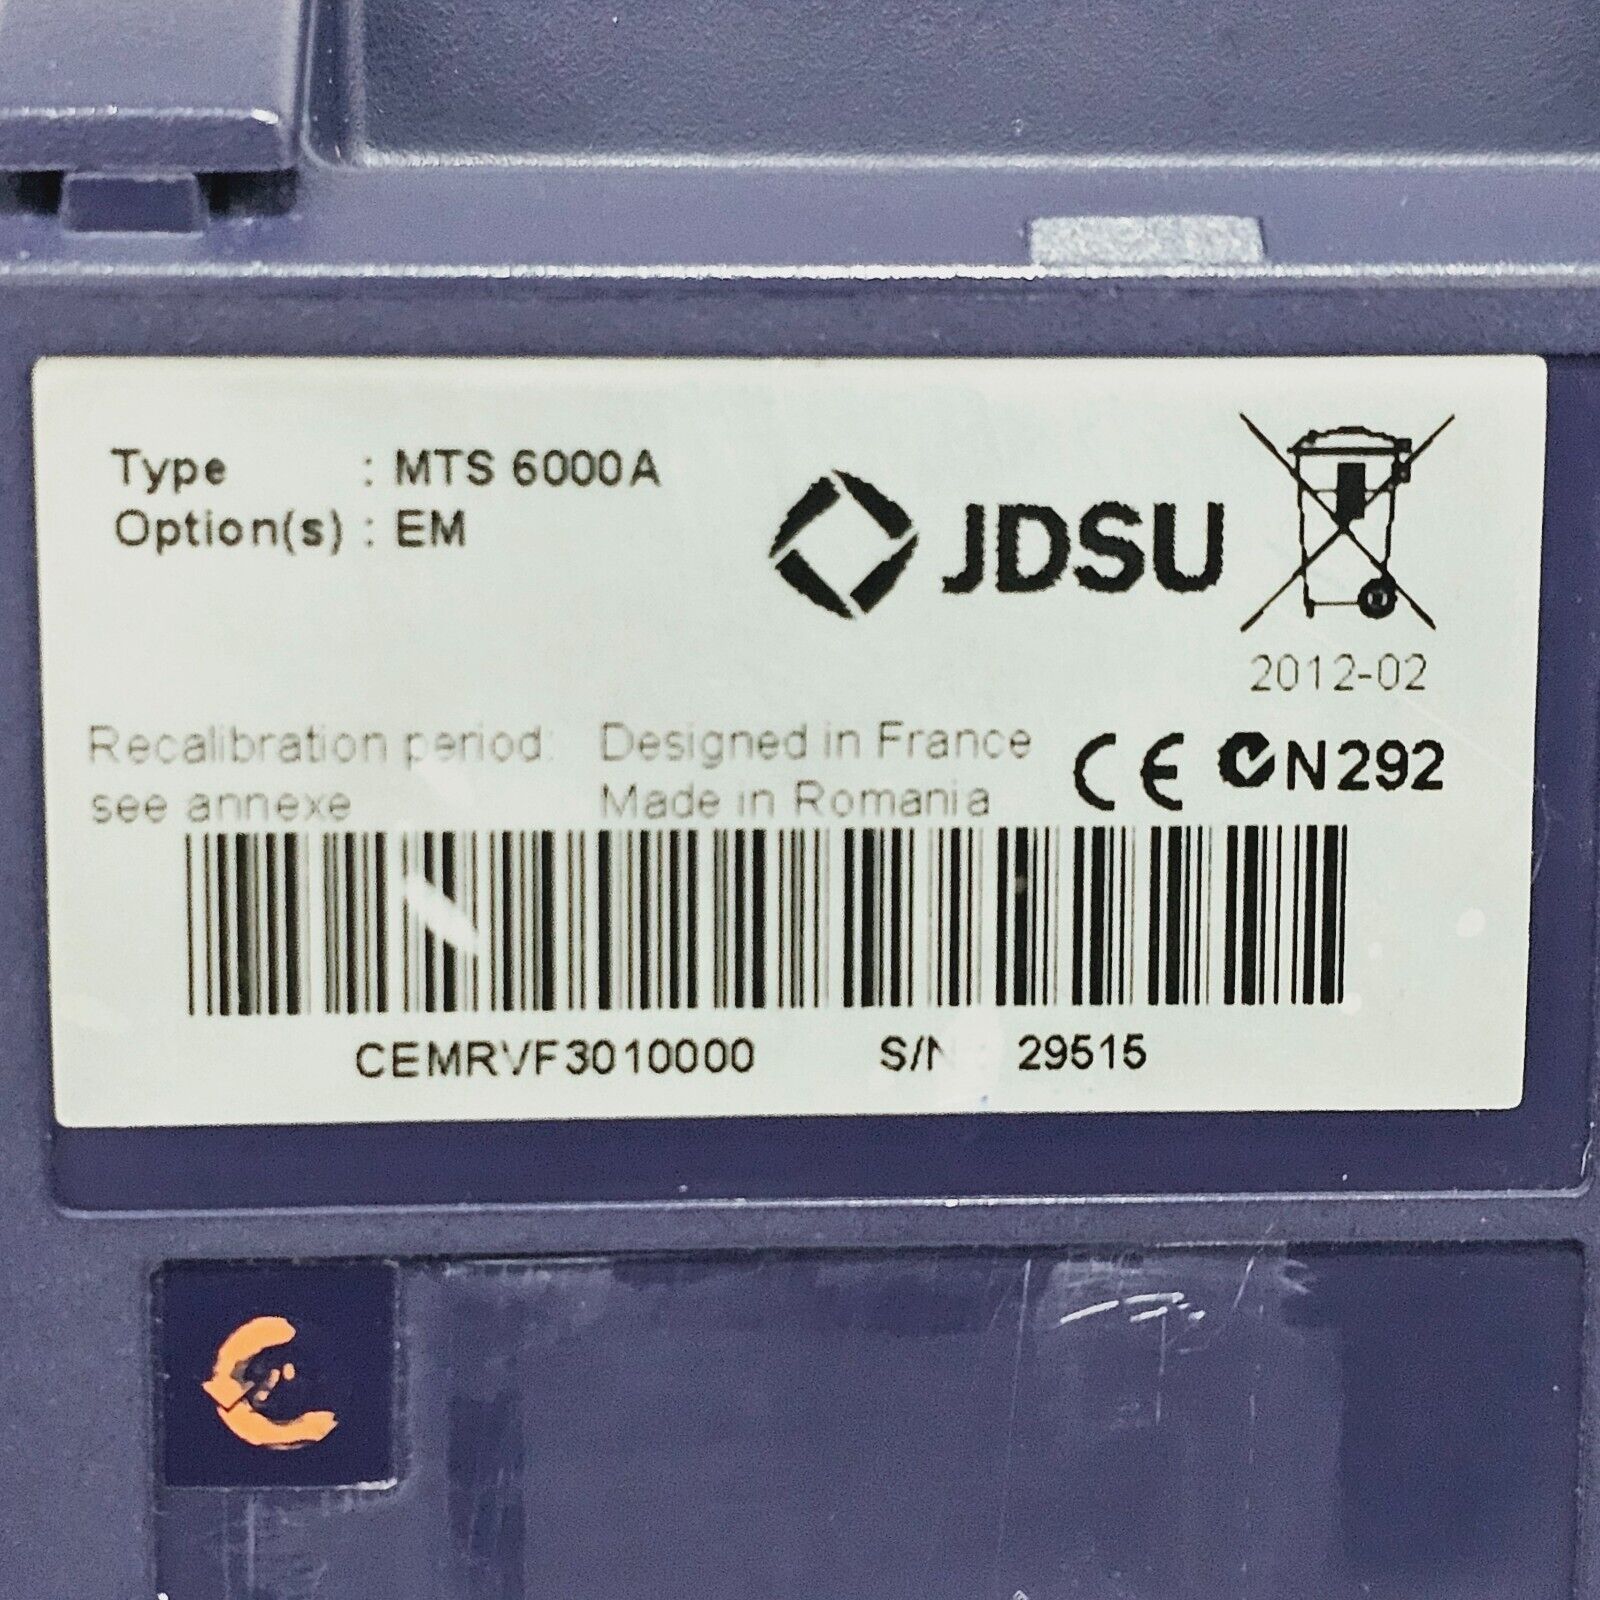 Type : MTS 6000A
Option(s) : EM
JDSU
2012-02
Recalibration period:
see annexe
Designed in France
Made in Romania
CE N292
CEMRVF3010000 S/N : 29515